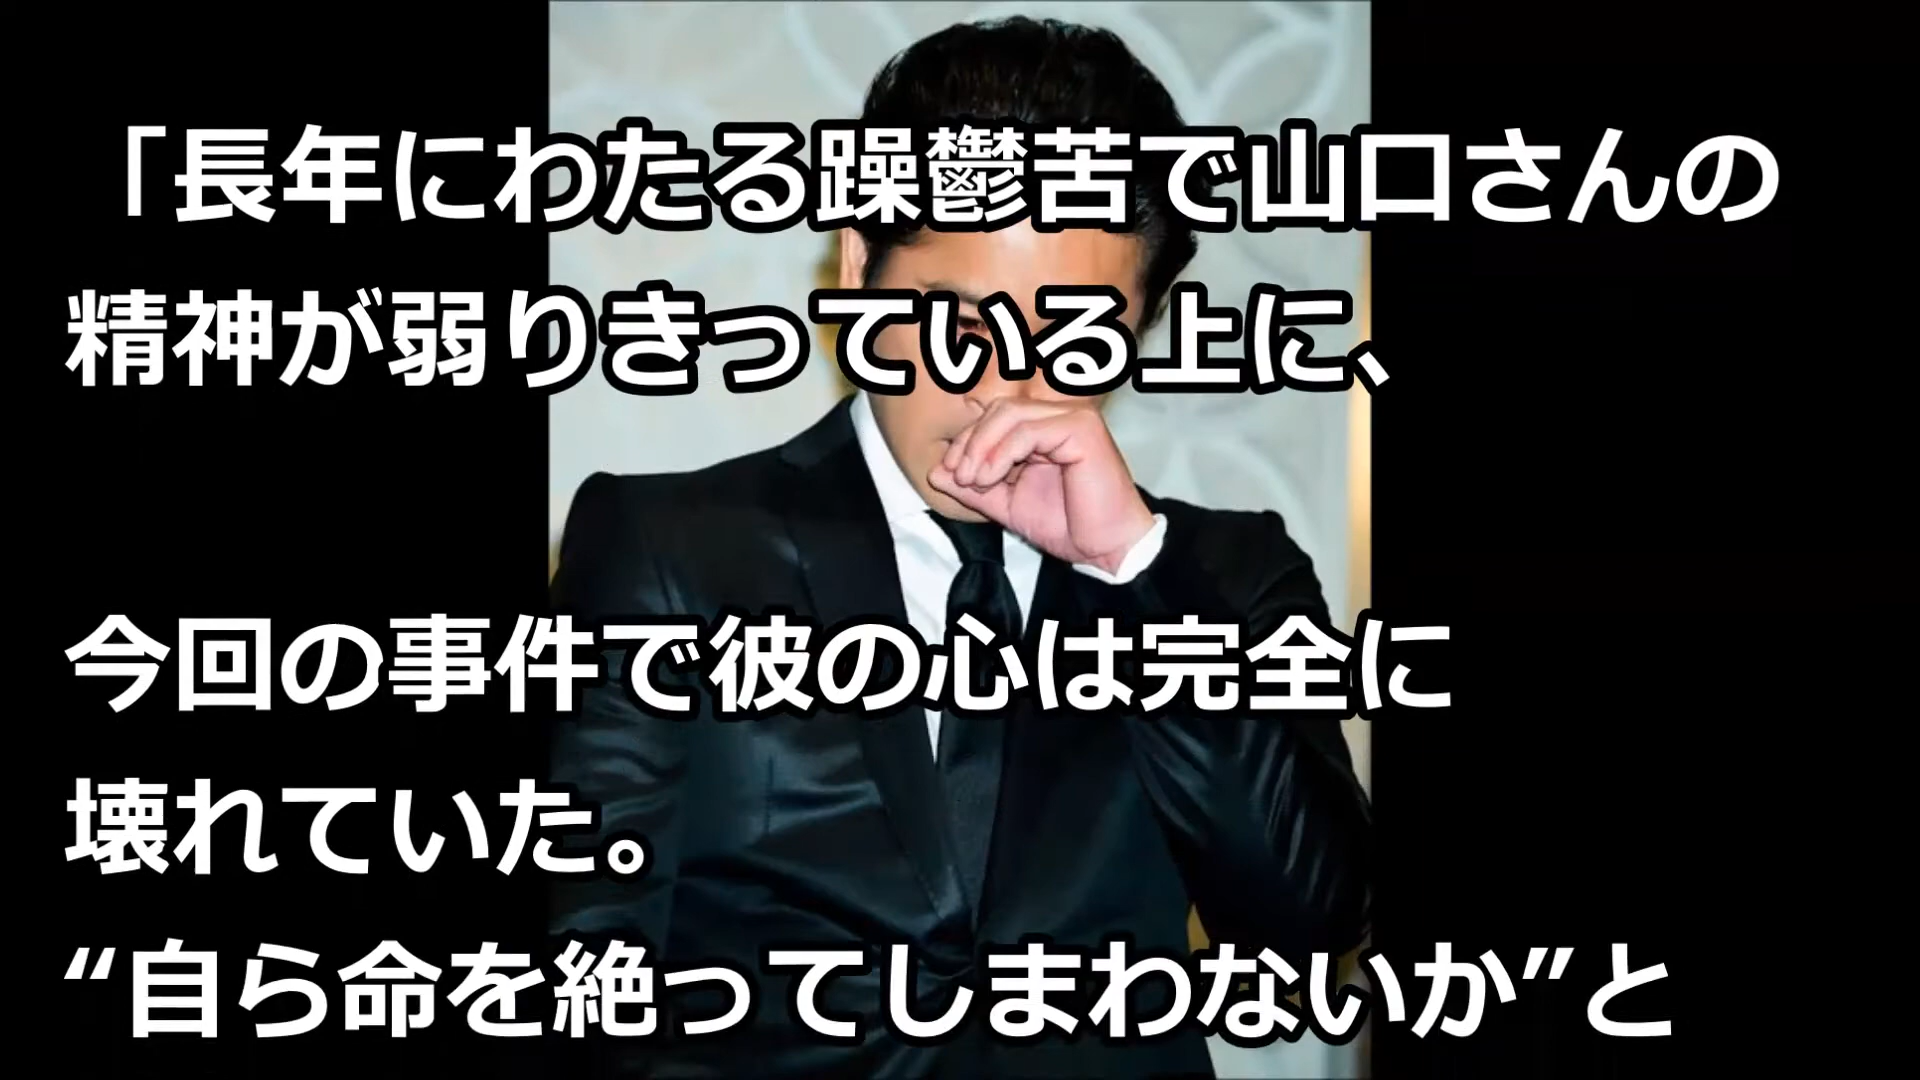 「長年にわたる躁鬱苦で山口さんの
精神が弱りきっている上に、
今回の事件で彼の心は完全に
壊れていた。
“自ら命を絶ってしまわないか”と